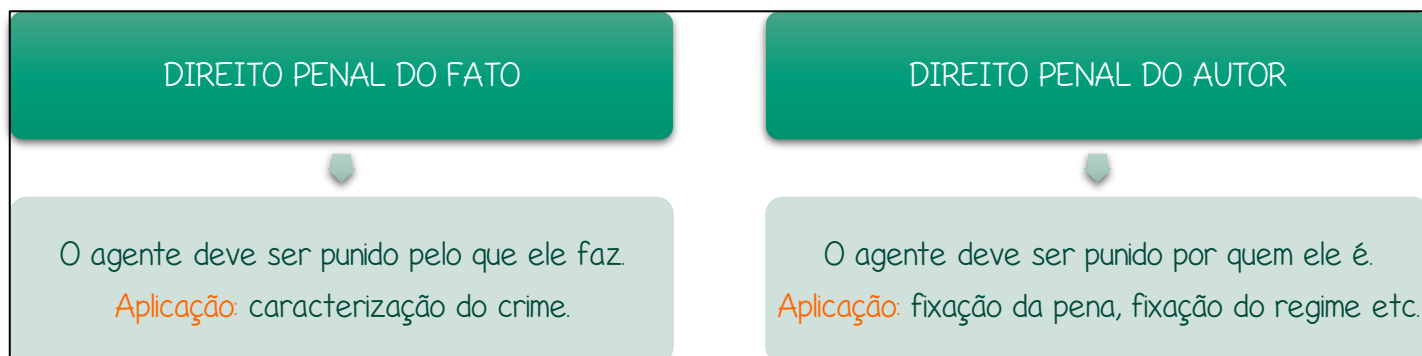 DIREITO PENAL DO FATO
O agente deve ser punido pelo que ele faz.
Aplicação: caracterização do crime.
DIREITO PENAL DO AUTOR
O agente deve ser punido por quem ele é.
Aplicação: fixação da pena, fixação do regime etc.